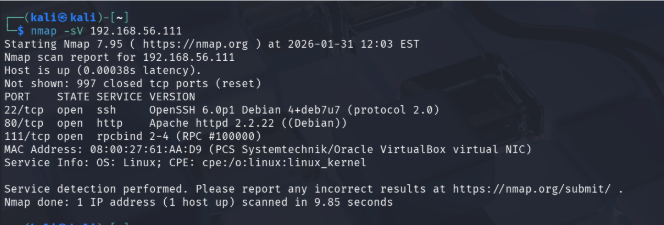 (kali㉿kali)-[~]
$ nmap -sV 192.168.56.111
Starting Nmap 7.95 ( https://nmap.org ) at 2026-01-31 12:03 EST
Nmap scan report for 192.168.56.111
Host is up (0.00038s latency).
Not shown: 997 closed tcp ports (reset)
PORT    STATE SERVICE VERSION
22/tcp  open  ssh     OpenSSH 6.0p1 Debian 4+deb7u7 (protocol 2.0)
80/tcp  open  http    Apache httpd 2.2.22 ((Debian))
111/tcp open  rpcbind 2-4 (RPC #100000)
MAC Address: 08:00:27:61:AA:D9 (PCS Systemtechnik/Oracle VirtualBox virtual NIC)
Service Info: OS: Linux; CPE: cpe:/o:linux:linux_kernel
Service detection performed. Please report any incorrect results at https://nmap.org/submit/ .
Nmap done: 1 IP address (1 host up) scanned in 9.85 seconds